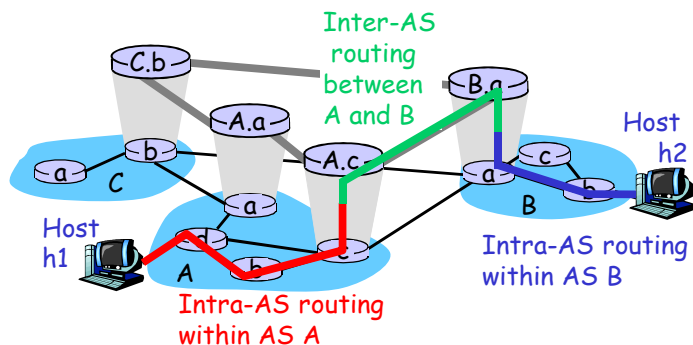 Inter-AS
routing
between
A and B
C.b
B.a
A.a
A.c
Host
h2
b
a
C
a
c
b
B
a
Host
h1
d
b
c
A
Intra-AS routing
within AS B
Intra-AS routing
within AS A